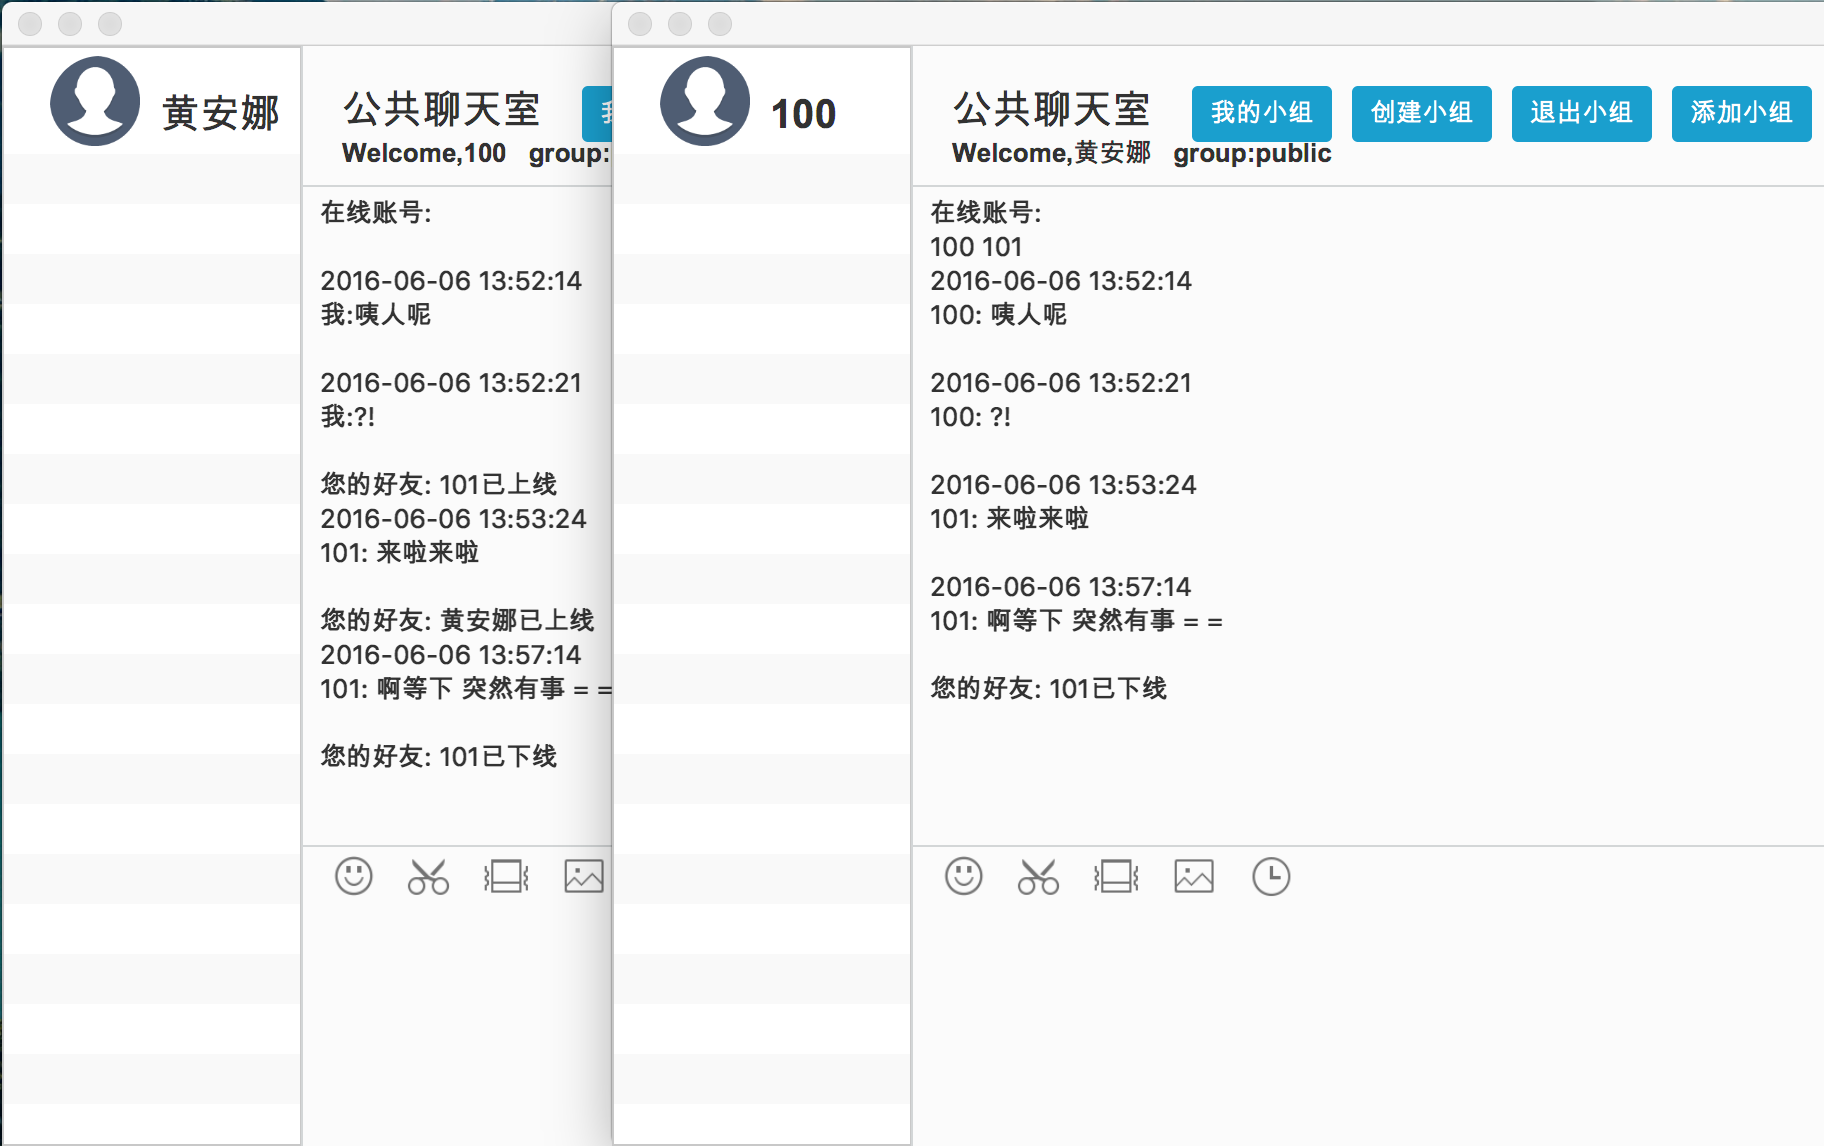 黄安娜
公共聊天室
Welcome,100 group:
在线账号:
2016-06-06 13:52:14
我:咦人呢
2016-06-06 13:52:21
我:?!
您的好友: 101已上线
2016-06-06 13:53:24
101: 来啦来啦
您的好友: 黄安娜已上线
2016-06-06 13:57:14
101: 啊等下 突然有事 = =
您的好友: 101已下线
100
公共聊天室 我的小组 创建小组 退出小组 添加小组
Welcome,黄安娜 group:public
在线账号:
100 101
2016-06-06 13:52:14
100: 咦人呢
2016-06-06 13:52:21
100: ?!
2016-06-06 13:53:24
101: 来啦来啦
2016-06-06 13:57:14
101: 啊等下 突然有事 = =
您的好友: 101已下线